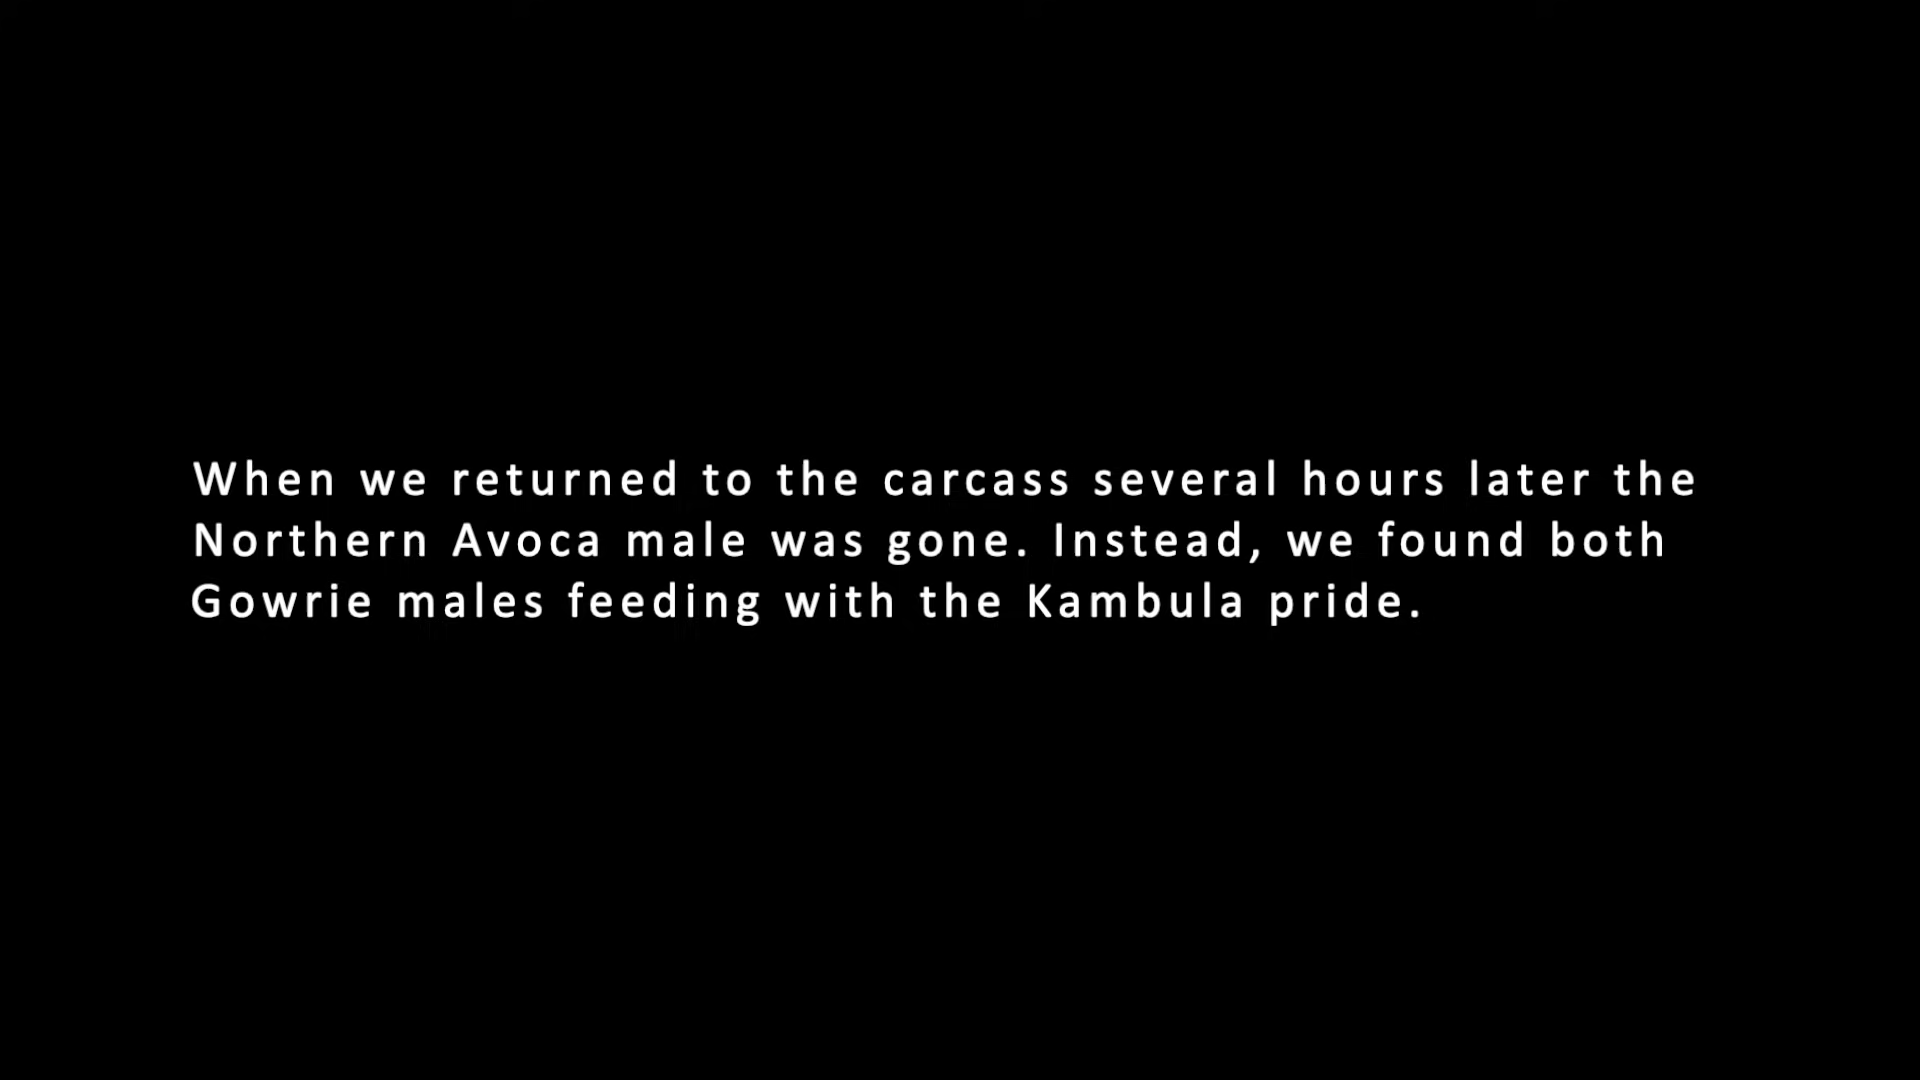 When we returned to the carcass several hours later the
Northern Avoca male was gone. Instead, we found both
Gowrie males feeding with the Kambula pride.